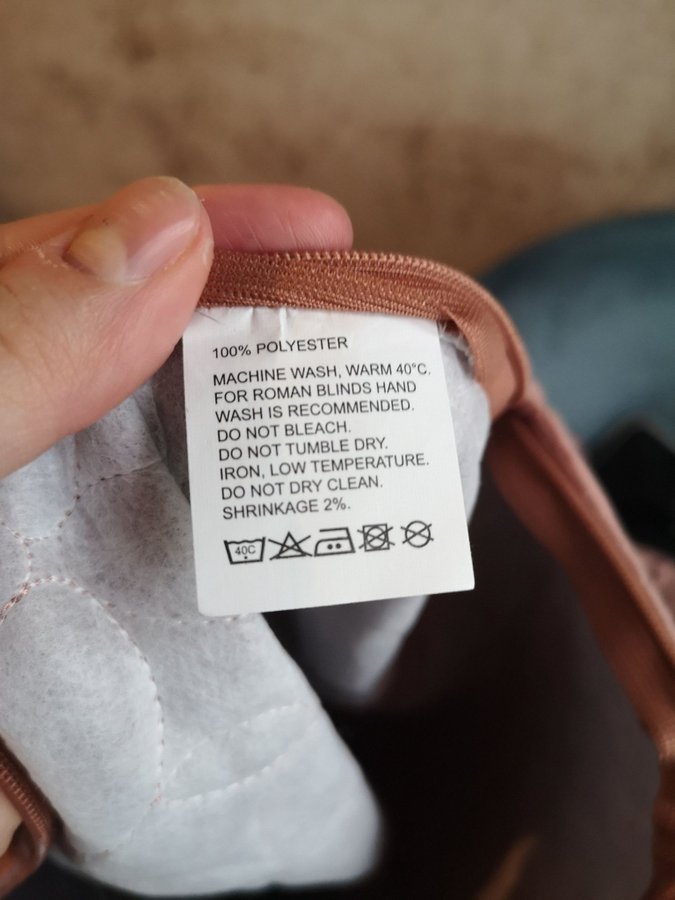 100% POLYESTER
MACHINE WASH, WARM 40°C.
FOR ROMAN BLINDS HAND
WASH IS RECOMMENDED.
DO NOT BLEACH.
DO NOT TUMBLE DRY.
IRON, LOW TEMPERATURE.
DO NOT DRY CLEAN.
SHRINKAGE 2%.
40C